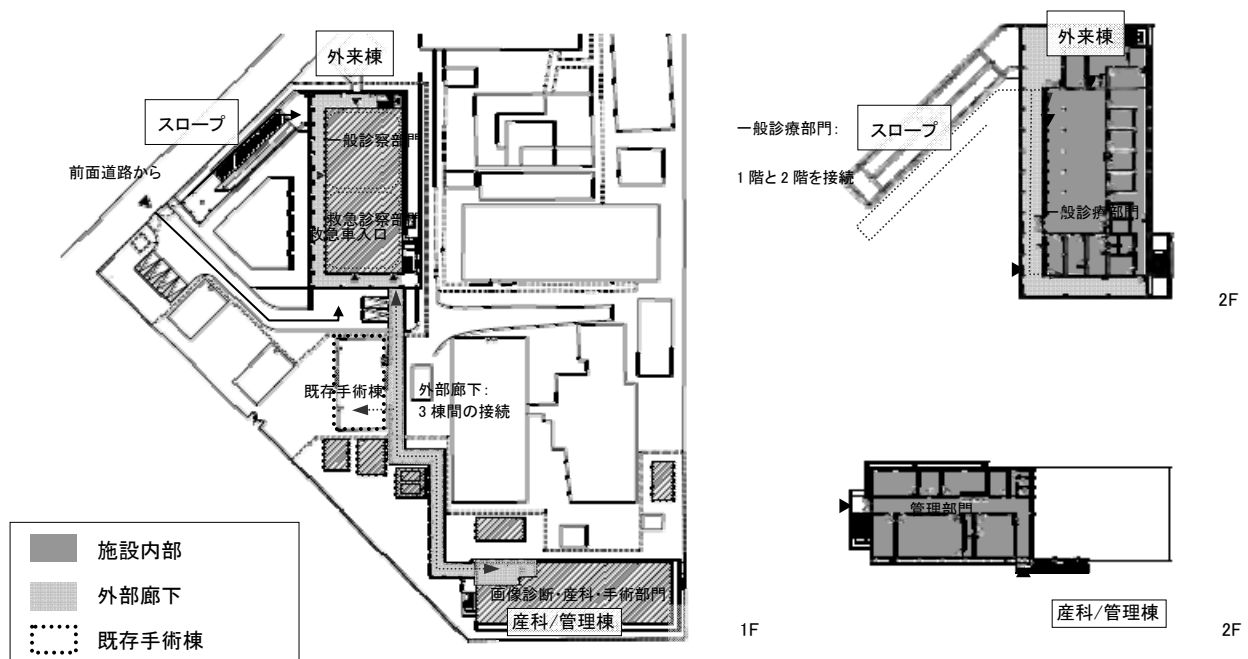 外来棟
スロープ
前面道路から
一般診察部門
救急診察部門
救急車入口
既存手術棟
外部廊下:
3棟間の接続
画像診断・産科・手術部門
産科/管理棟
1F
施設内部
外部廊下
既存手術棟
外来棟
一般診療部門:
スロープ
1階と2階を接続
一般診療部門
2F
管理部門
産科/管理棟
2F